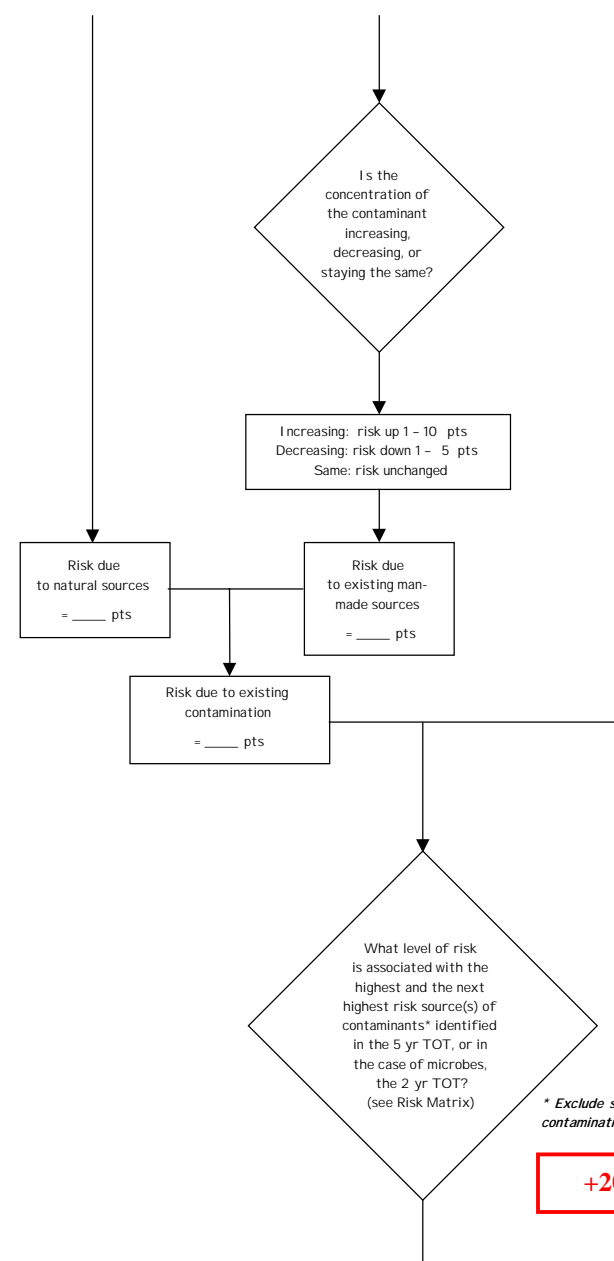 Is the
concentration of
the contaminant
increasing,
decreasing, or
staying the same?
Increasing: risk up 1 – 10 pts
Decreasing: risk down 1 – 5 pts
Same: risk unchanged
Risk due
to natural sources
= _____ pts
Risk due
to existing man-
made sources
= _____ pts
Risk due to existing
contamination
= _____ pts
What level of risk
is associated with the
highest and the next
highest risk source(s) of
contaminants* identified
in the 5 yr TOT, or in
the case of microbes,
the 2 yr TOT?
(see Risk Matrix)
* Exclude
+20